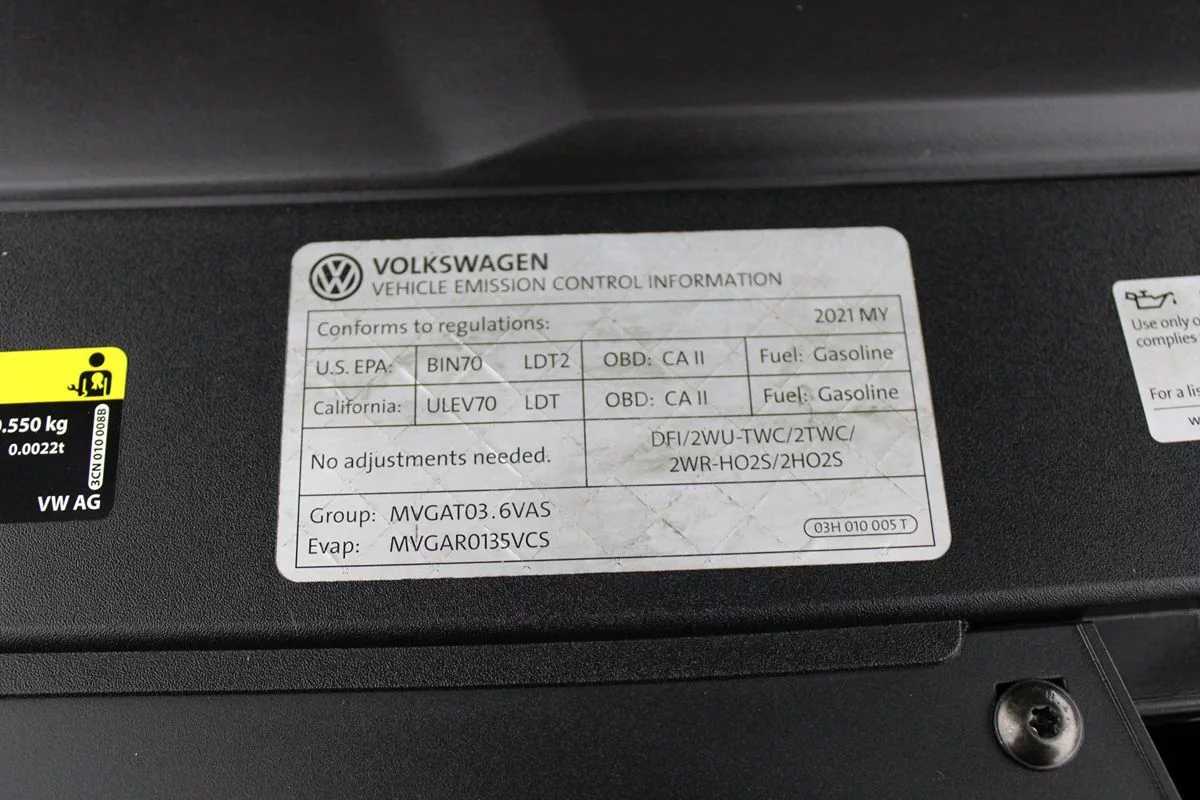 VOLKSWAGEN
VEHICLE EMISSION CONTROL INFORMATION
Conforms to regulations: 2021 MY
U.S. EPA: BIN70 LDT2 OBD: CA II Fuel: Gasoline
California: ULEV70 LDT OBD: CA II Fuel: Gasoline
No adjustments needed.
DFI/2WU-TWC/2TWC/
2WR-HO2S/2HO2S
Group: MVGAT03.6VAS
Evap: MVGAR0135VCS
03H 010 005 T
.550 kg
0.0022t
3CN 010 008B
VW AG
Use only
complies
For a